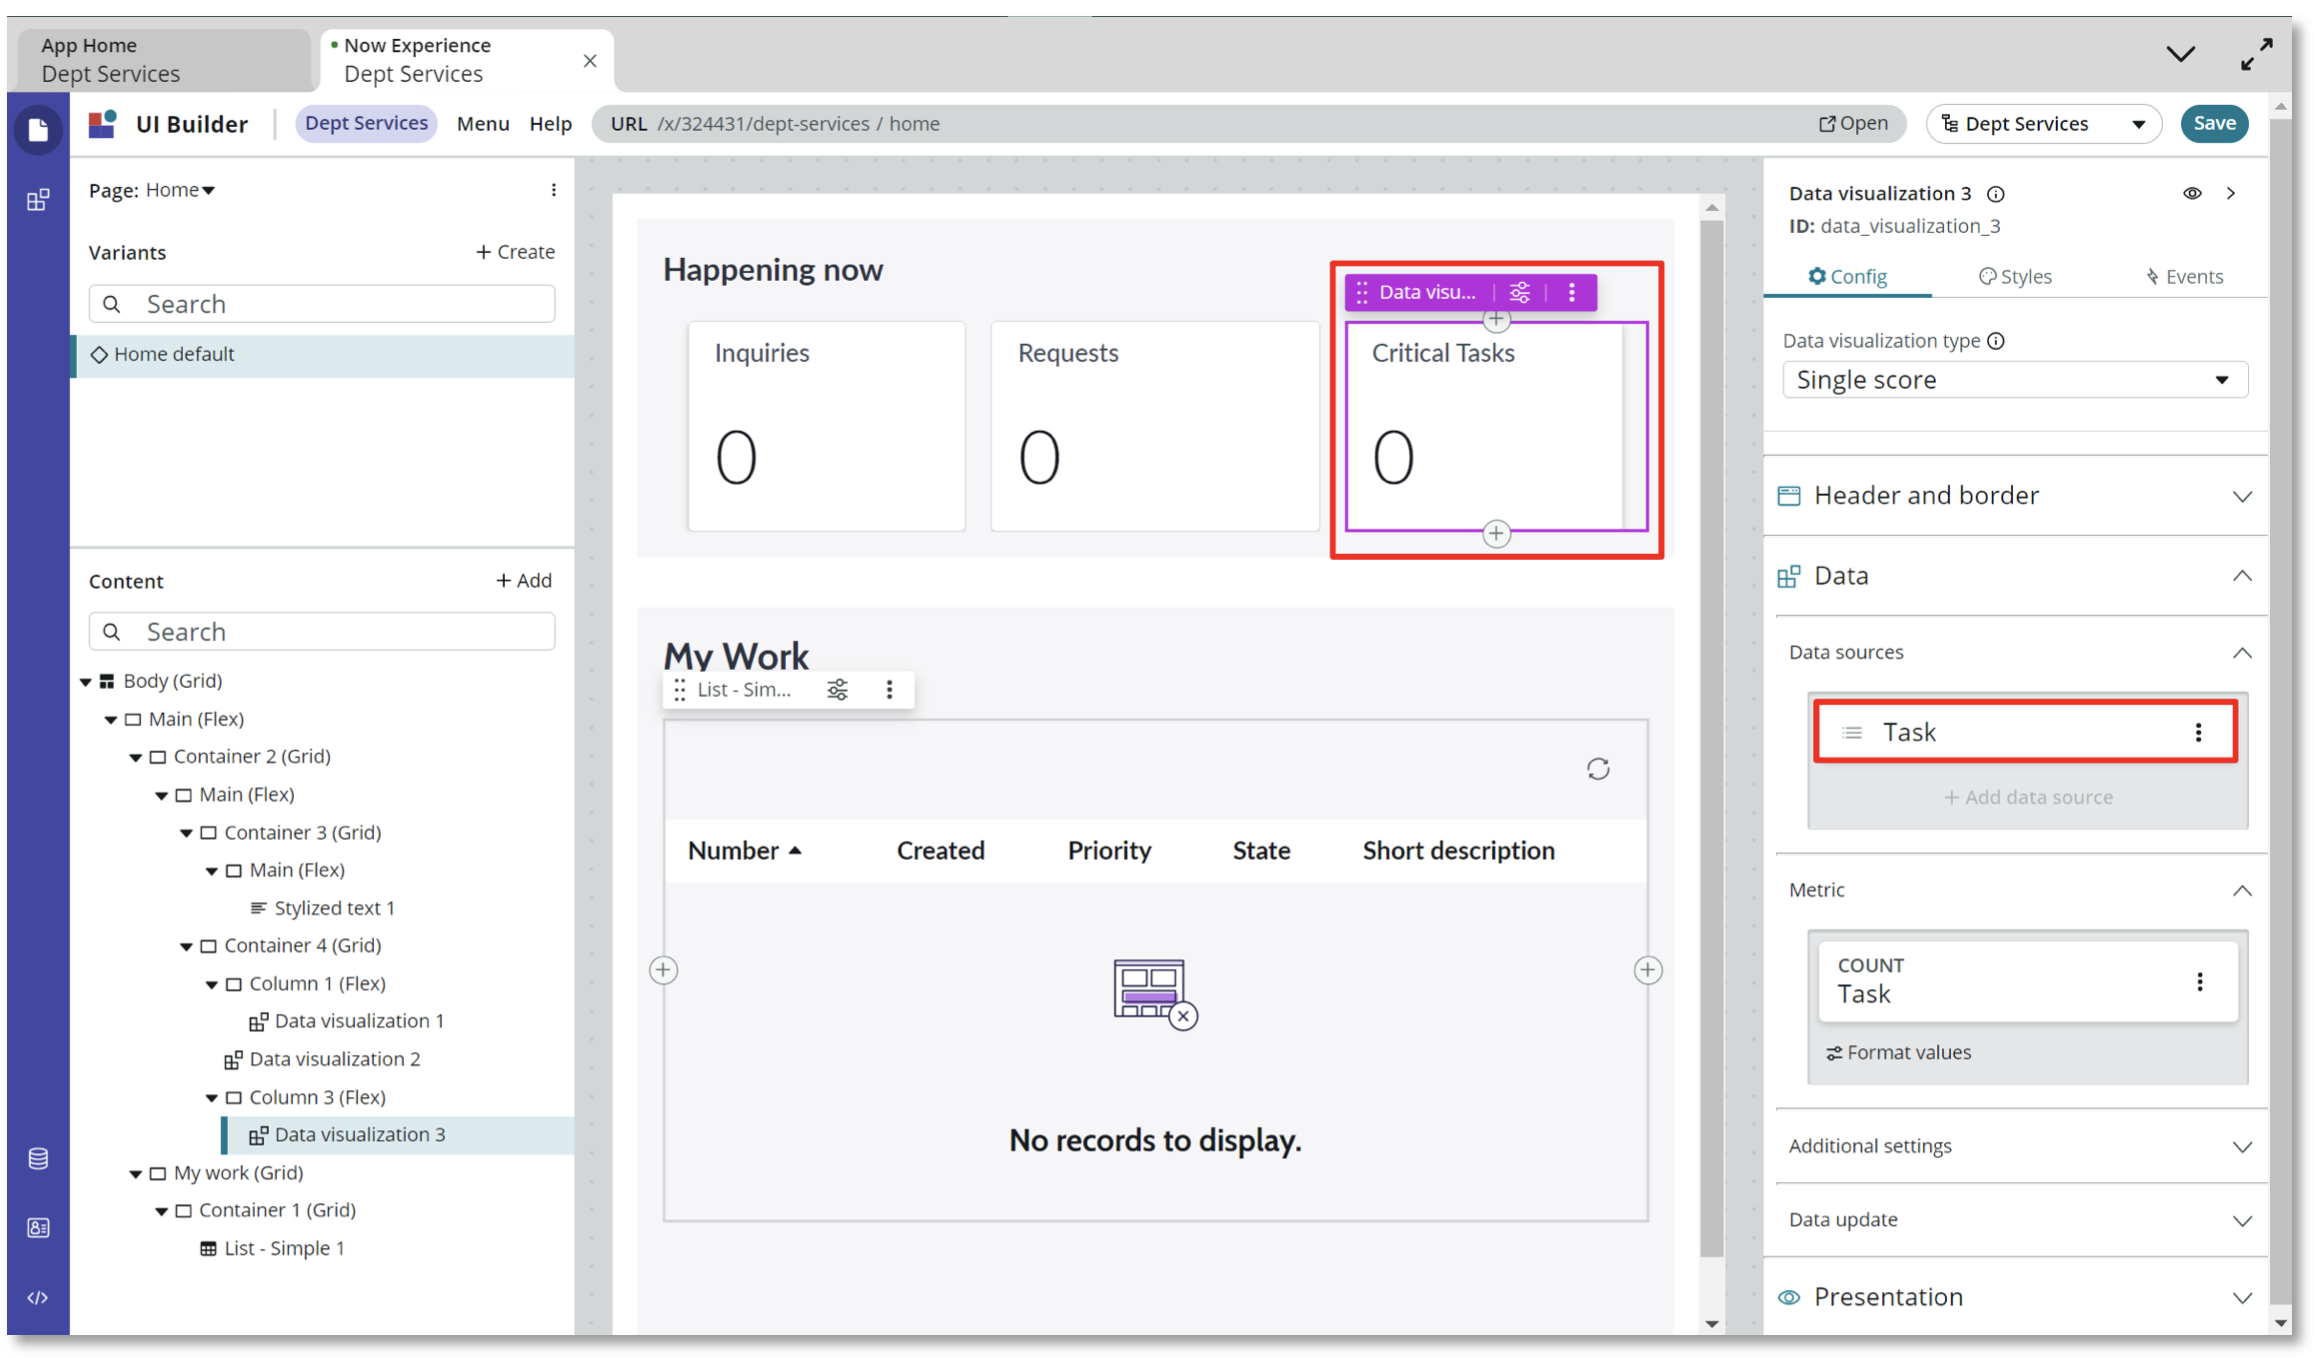 App Home
Dept Services
Now Experience
Dept Services
UI Builder
Dept Services
Menu
Help
URL /x/324431/dept-services / home
Open
Dept Services
Save
Page: Home
Variants
+ Create
Search
Home default
Content
+ Add
Search
Body (Grid)
Main (Flex)
Container 2 (Grid)
Main (Flex)
Container 3 (Grid)
Main (Flex)
Stylized text 1
Container 4 (Grid)
Column 1 (Flex)
Data visualization 1
Data visualization 2
Column 3 (Flex)
Data visualization 3
My work (Grid)
Container 1 (Grid)
List - Simple 1
Happening now
Data visu...
Inquiries
0
Requests
0
Critical Tasks
0
My Work
List - Sim...
Number
Created
Priority
State
Short description
No records to display.
Data visualization 3
ID: data_visualization_3
Config
Styles
Events
Data visualization type
Single score
Header and border
Data
Data sources
Task
+ Add data source
Metric
COUNT
Task
Format values
Additional settings
Data update
Presentation